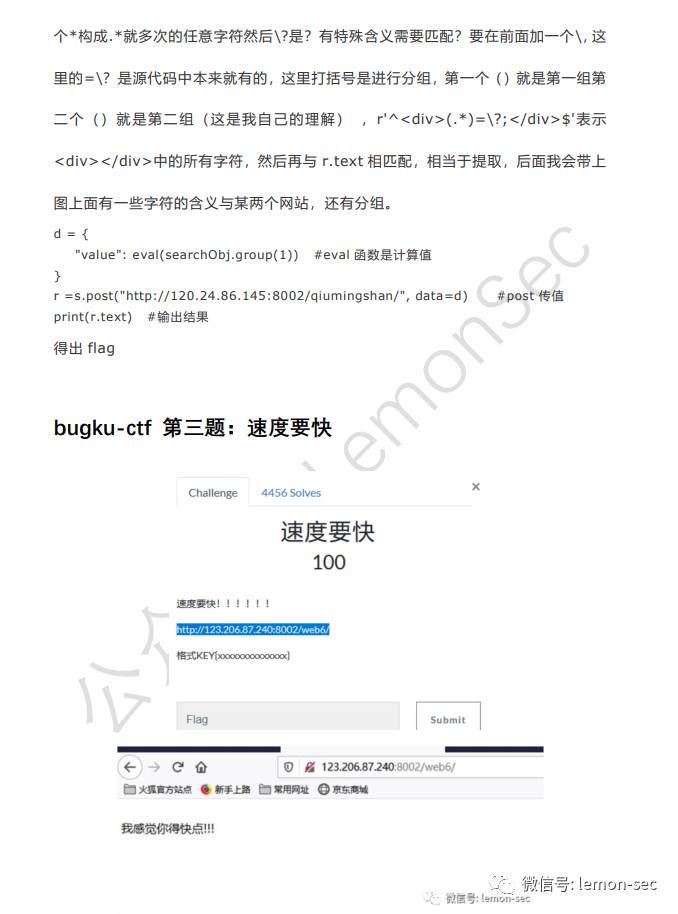 个*构成.*就多次的任意字符然后\?是？有特殊含义需要匹配？要在前面加一个\，这
里的=\？是源代码中本来就有的，这里打括号是进行分组，第一个（）就是第一组第
二个（）就是第二组（这是我自己的理解），r'^<div>(.*)=\?;</div>$'表示
<div></div>中的所有字符，然后再与 r.text 相匹配，相当于提取，后面我会带上
图上面有一些字符的含义与某两个网站，还有分组。
d = {
"value": eval(searchObj.group(1)) #eval 函数是计算值
}
r =s.post("http://120.24.86.145:8002/qiumingshan/", data=d) #post 传值
print(r.text) #输出结果
得出 flag
bugku-ctf 第三题：速度要快
Challenge 4456 Solves ×
速度要快
100
速度要快！！！！！！
http://123.206.87.240:8002/web6/
格式KEY{xxxxxxxxxxxxxx}
Flag Submit
123.206.87.240:8002/web6/
火狐官方站点 新手上路 常用网址 京东商城
我感觉你得快点!!!
微信号: lemon-sec
微信号: lemon-sec
LemonSec